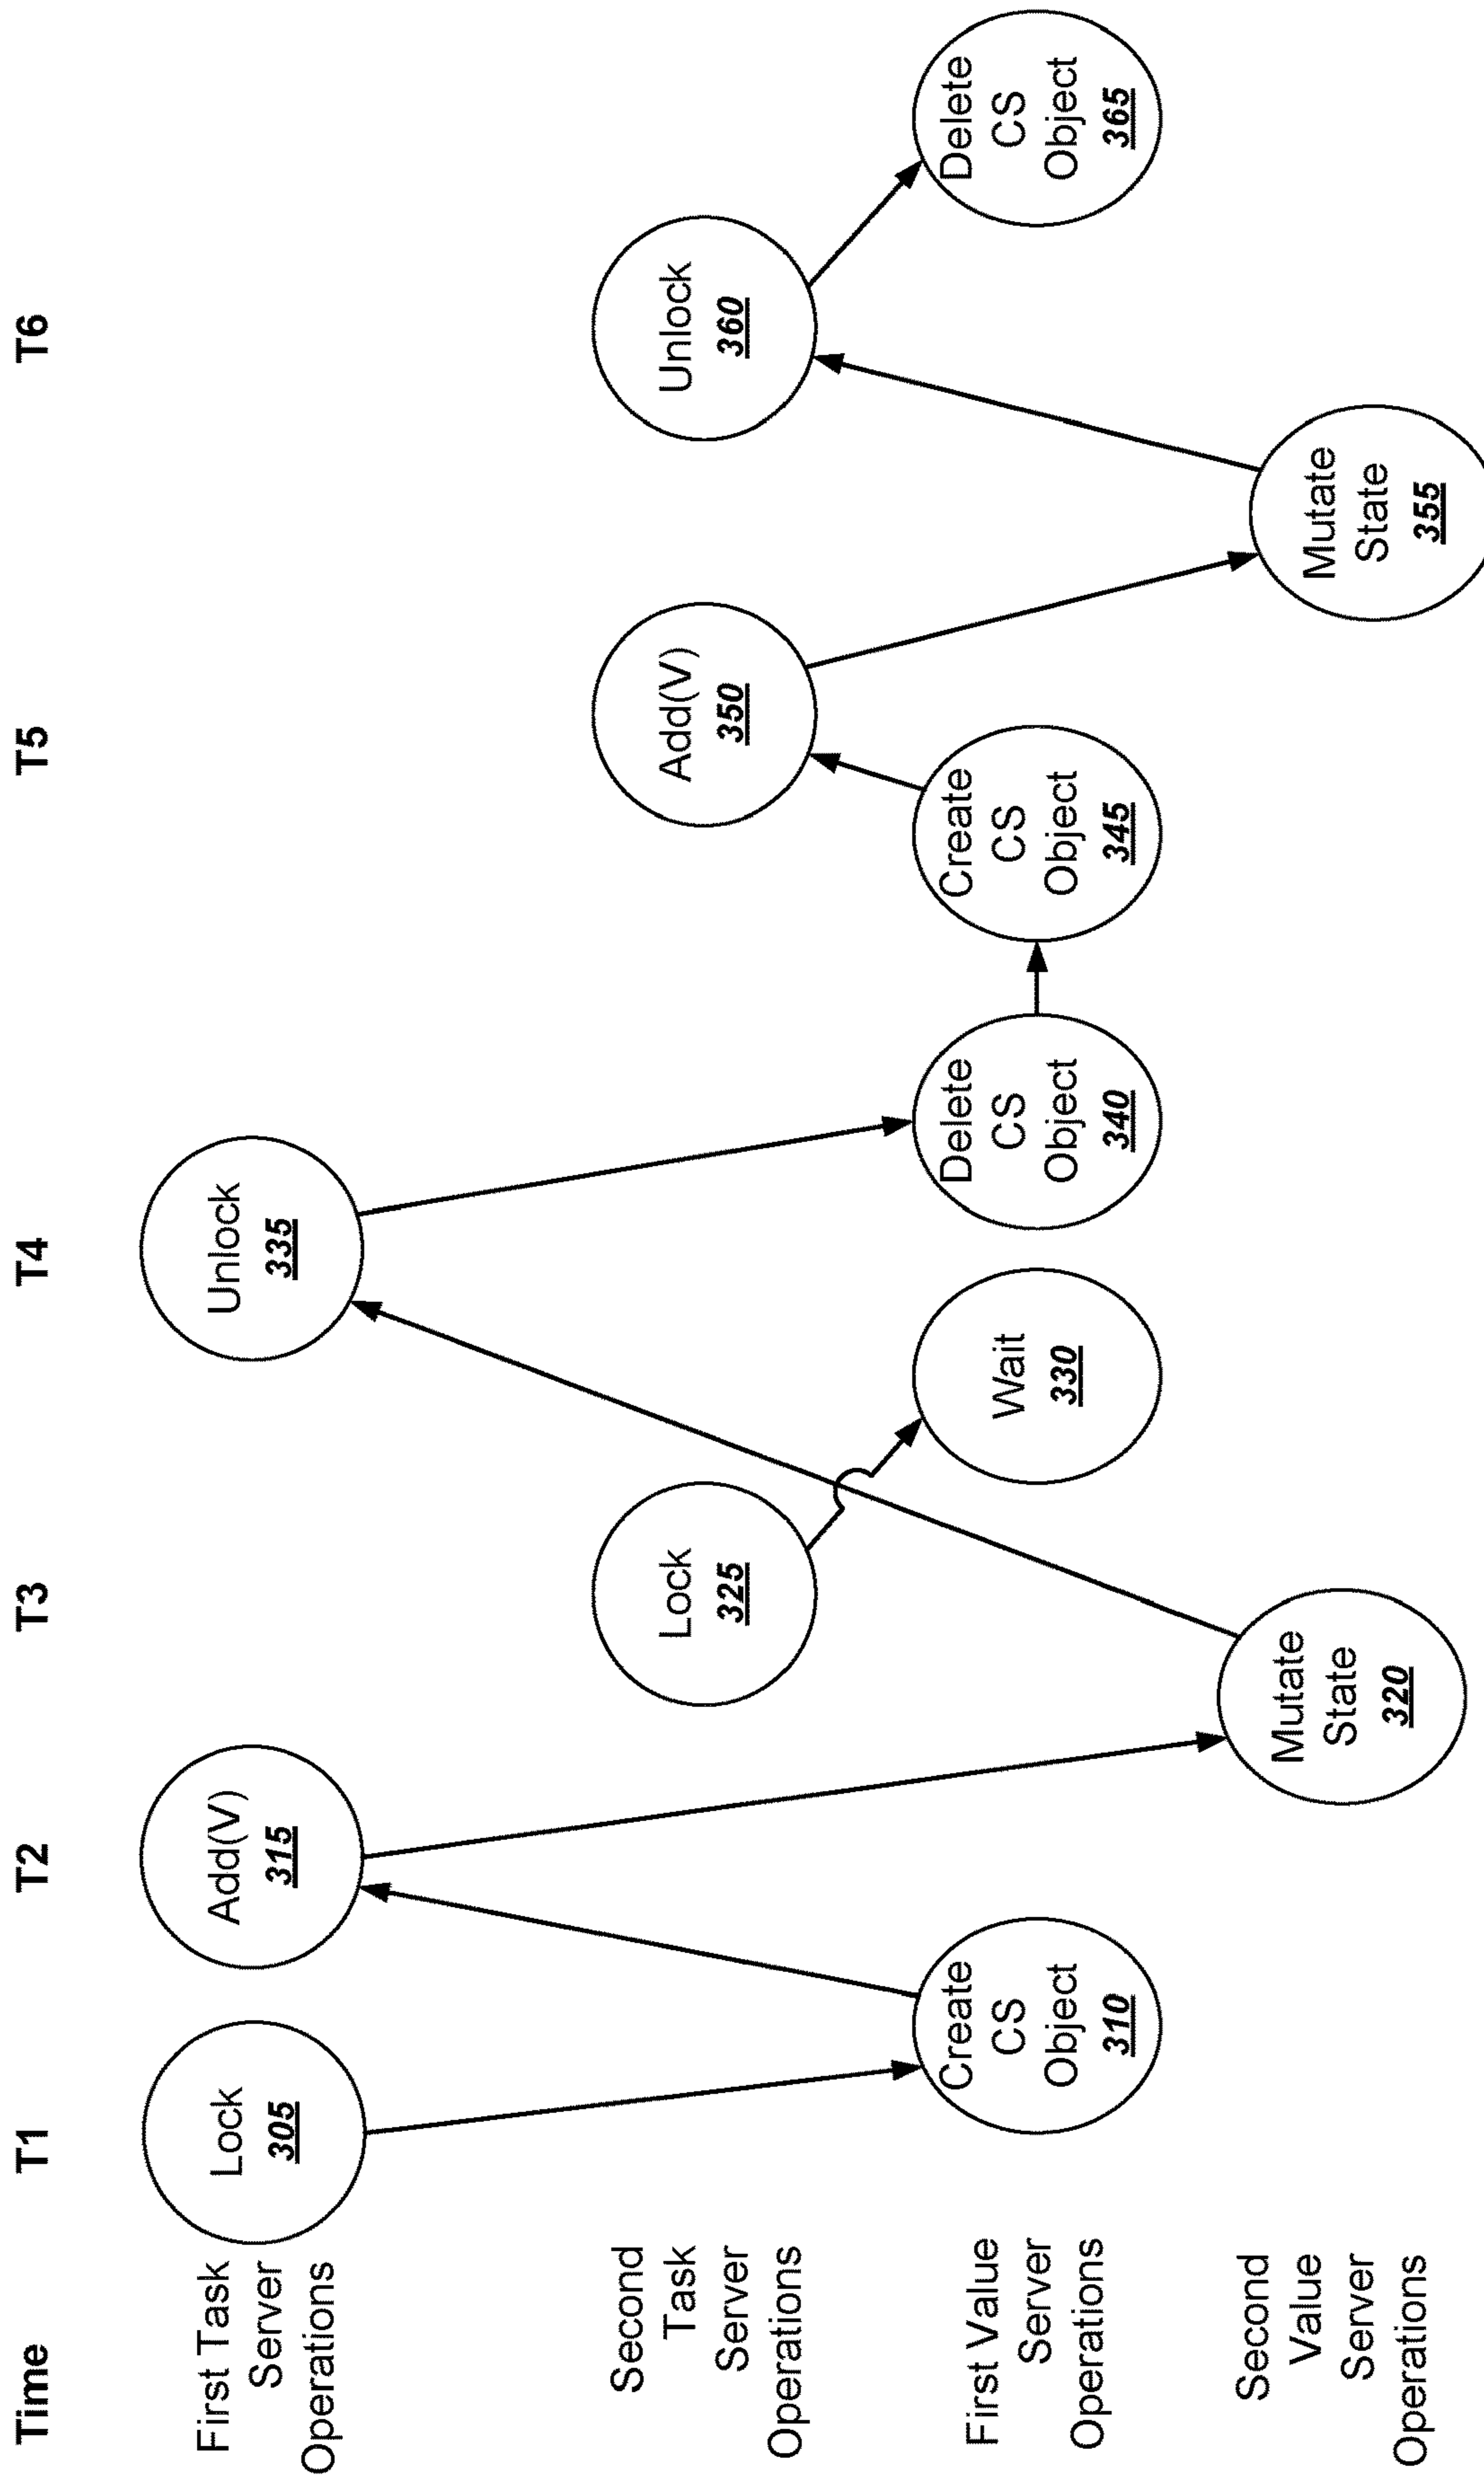 Time
T1
T2
T3
T4
T5
T6
First Task
Server
Operations
Lock
305
Add(V)
315
Unlock
335
Second
Task
Server
Operations
Lock
325
Add(V)
350
Unlock
360
First Value
Server
Operations
Create
CS
Object
310
Wait
330
Delete
CS
Object
340
Create
CS
Object
345
Delete
CS
Object
365
Second
Value
Server
Operations
Mutate
State
320
Mutate
State
355